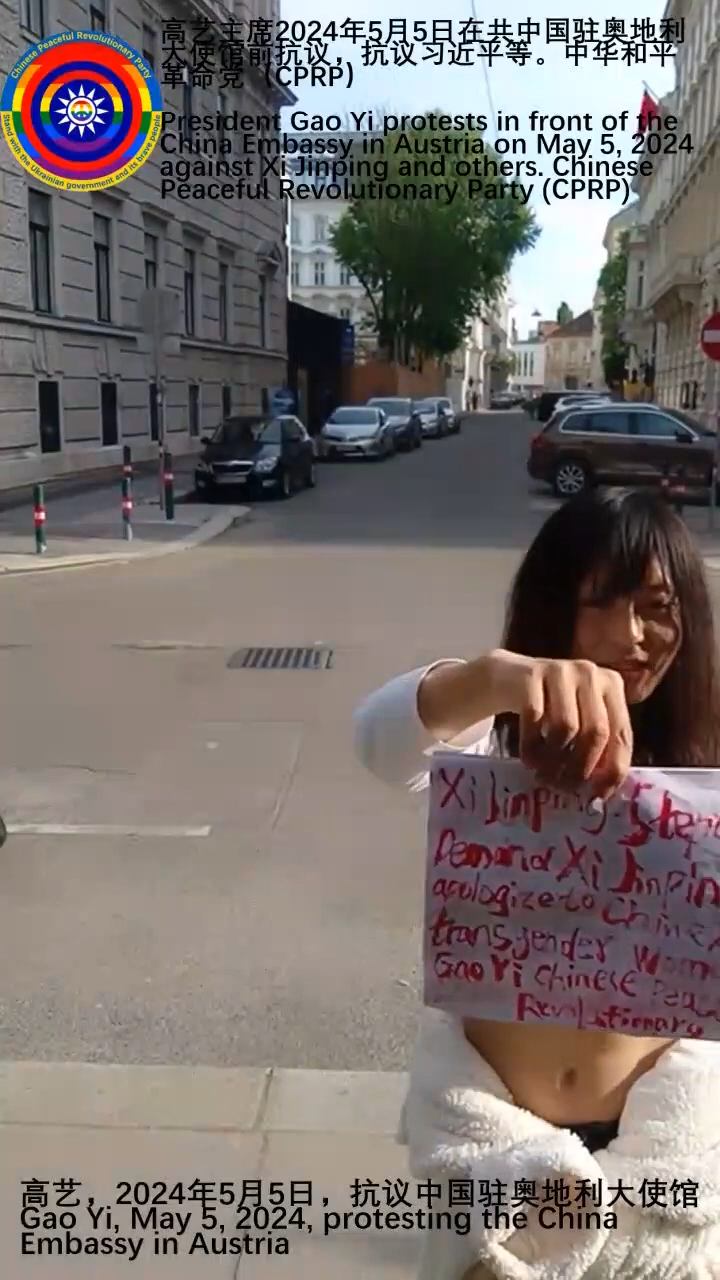 Chinese Peaceful Revolutionary Party
Stand with the Ukrainian government and its brave people
高艺主席2024年5月5日在共中国驻奥地利
大使馆前抗议，抗议习近平等。中华和平
革命党（CPRP）
President Gao Yi protests in front of the
China Embassy in Austria on May 5, 2024
against Xi Jinping and others. Chinese
Peaceful Revolutionary Party (CPRP)
Xi Jinping Step
Demand Xi Jinpin
apologize to Chines
transgender Wom
Gao Yi Chinese Peac
Revolutionary
高艺，2024年5月5日，抗议中国驻奥地利大使馆
Gao Yi, May 5, 2024, protesting the China
Embassy in Austria